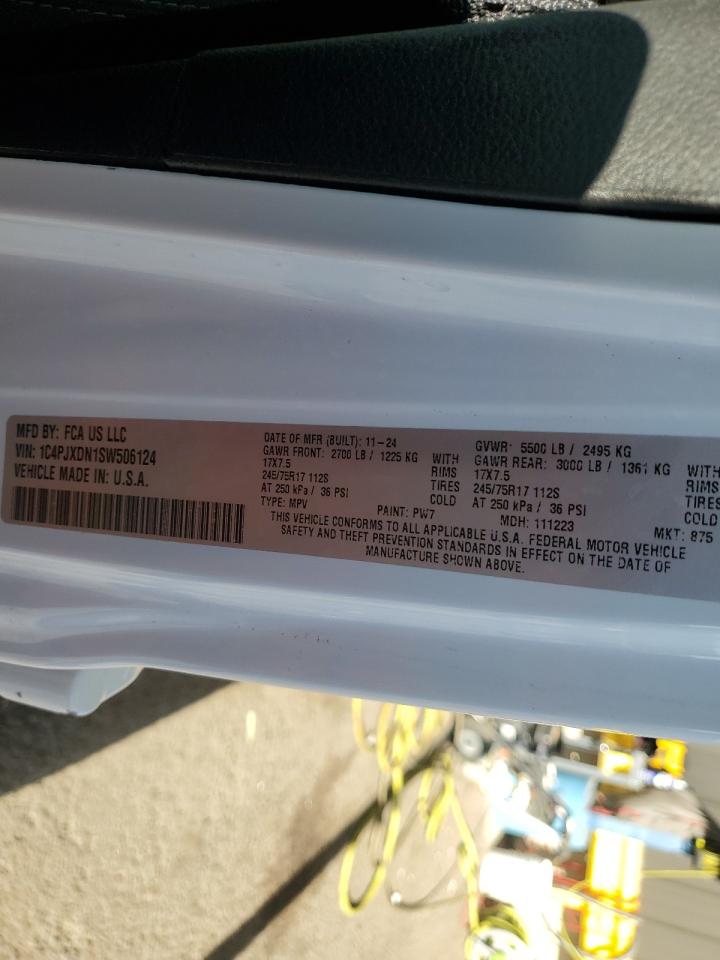 MFD BY: FCA US LLC
VIN: 1C4PJXDN1SW506124
VEHICLE MADE IN: U.S.A.
DATE OF MFR (BUILT): 11-24
GAWR FRONT: 2700 LB / 1225 KG WITH
17X7.5 RIMS
245/75R17 112S TIRES
AT 250 kPa / 36 PSI COLD
GVWR: 5500 LB / 2495 KG
GAWR REAR: 3000 LB / 1361 KG WITH
17X7.5 RIMS
245/75R17 112S TIRES
AT 250 kPa / 36 PSI COLD
TYPE: MPV PAINT: PW7 MDH: 111223 MKT: 875
THIS VEHICLE CONFORMS TO ALL APPLICABLE U.S.A. FEDERAL MOTOR VEHICLE
SAFETY AND THEFT PREVENTION STANDARDS IN EFFECT ON THE DATE OF
MANUFACTURE SHOWN ABOVE.